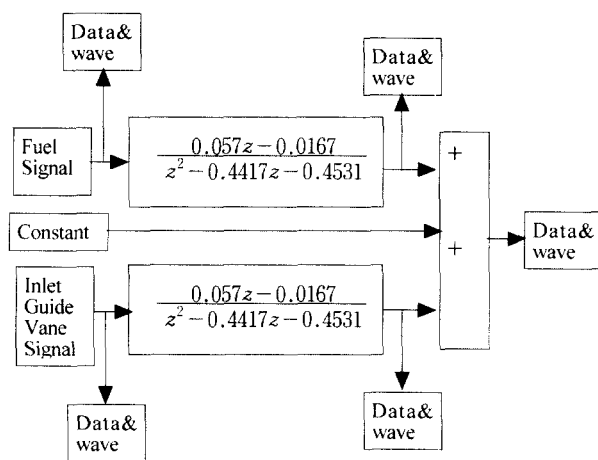 Data&
wave
Data&
wave
Fuel
Signal
0.057z-0.0167
z²-0.4417z-0.4531
+
Constant
+
Data&
wave
Inlet
Guide
Vane
Signal
0.057z-0.0167
z²-0.4417z-0.4531
Data&
wave
Data&
wave